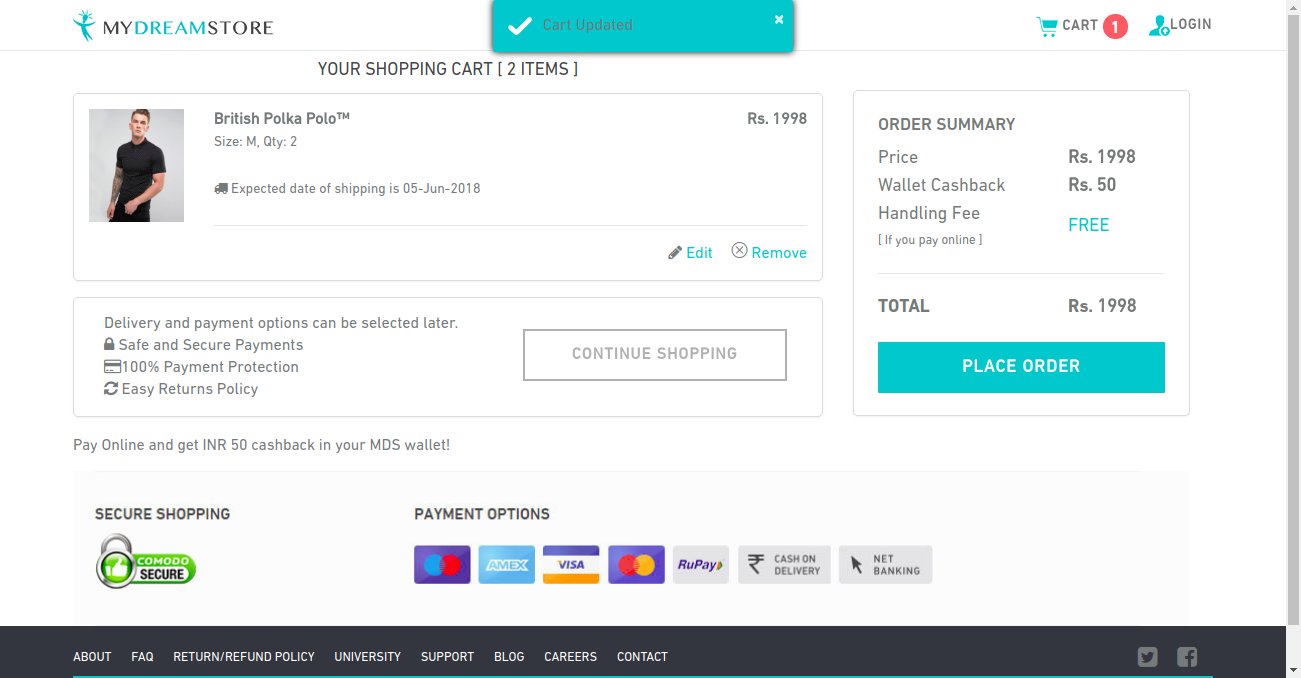 MYDREAMSTORE
Cart Updated
CART 1
LOGIN
YOUR SHOPPING CART [ 2 ITEMS ]
British Polka Polo™
Rs. 1998
Size: M, Qty: 2
Expected date of shipping is 05-Jun-2018
Edit
Remove
ORDER SUMMARY
Price Rs. 1998
Wallet Cashback Rs. 50
Handling Fee
FREE
[ If you pay online ]
TOTAL Rs. 1998
PLACE ORDER
Delivery and payment options can be selected later.
Safe and Secure Payments
100% Payment Protection
Easy Returns Policy
CONTINUE SHOPPING
Pay Online and get INR 50 cashback in your MDS wallet!
SECURE SHOPPING
COMODO
SECURE
PAYMENT OPTIONS
AMEX
VISA
RuPay
₹ CASH ON
DELIVERY
NET
BANKING
ABOUT FAQ RETURN/REFUND POLICY UNIVERSITY SUPPORT BLOG CAREERS CONTACT